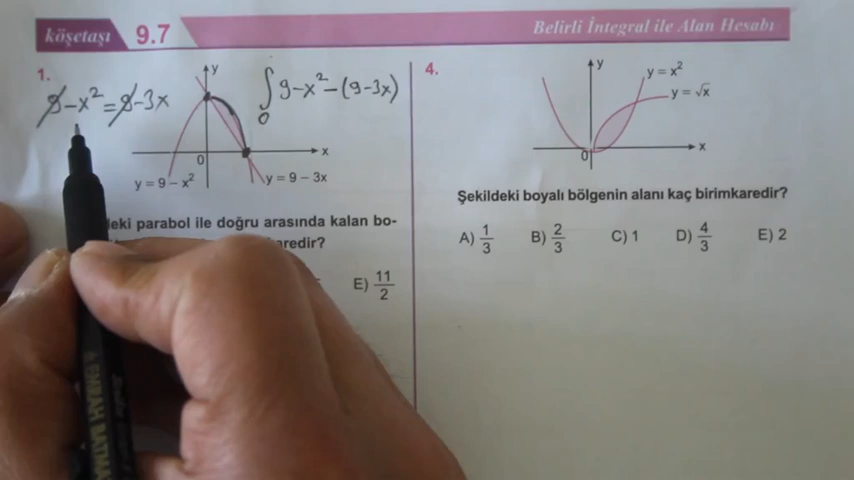 köşetaşı 9.7 Belirli İntegral ile Alan Hesabı
1.
9-x² = 9-3x
∫ 9-x²-(9-3x)
0
y
x
0
y = 9 – x²
y = 9 – 3x
deki parabol ile doğru arasında kalan bo-
redir?
E) 11/2
4.
y
y = x²
y = √x
x
0
Şekildeki boyalı bölgenin alanı kaç birimkaredir?
A) 1/3 B) 2/3 C) 1 D) 4/3 E) 2